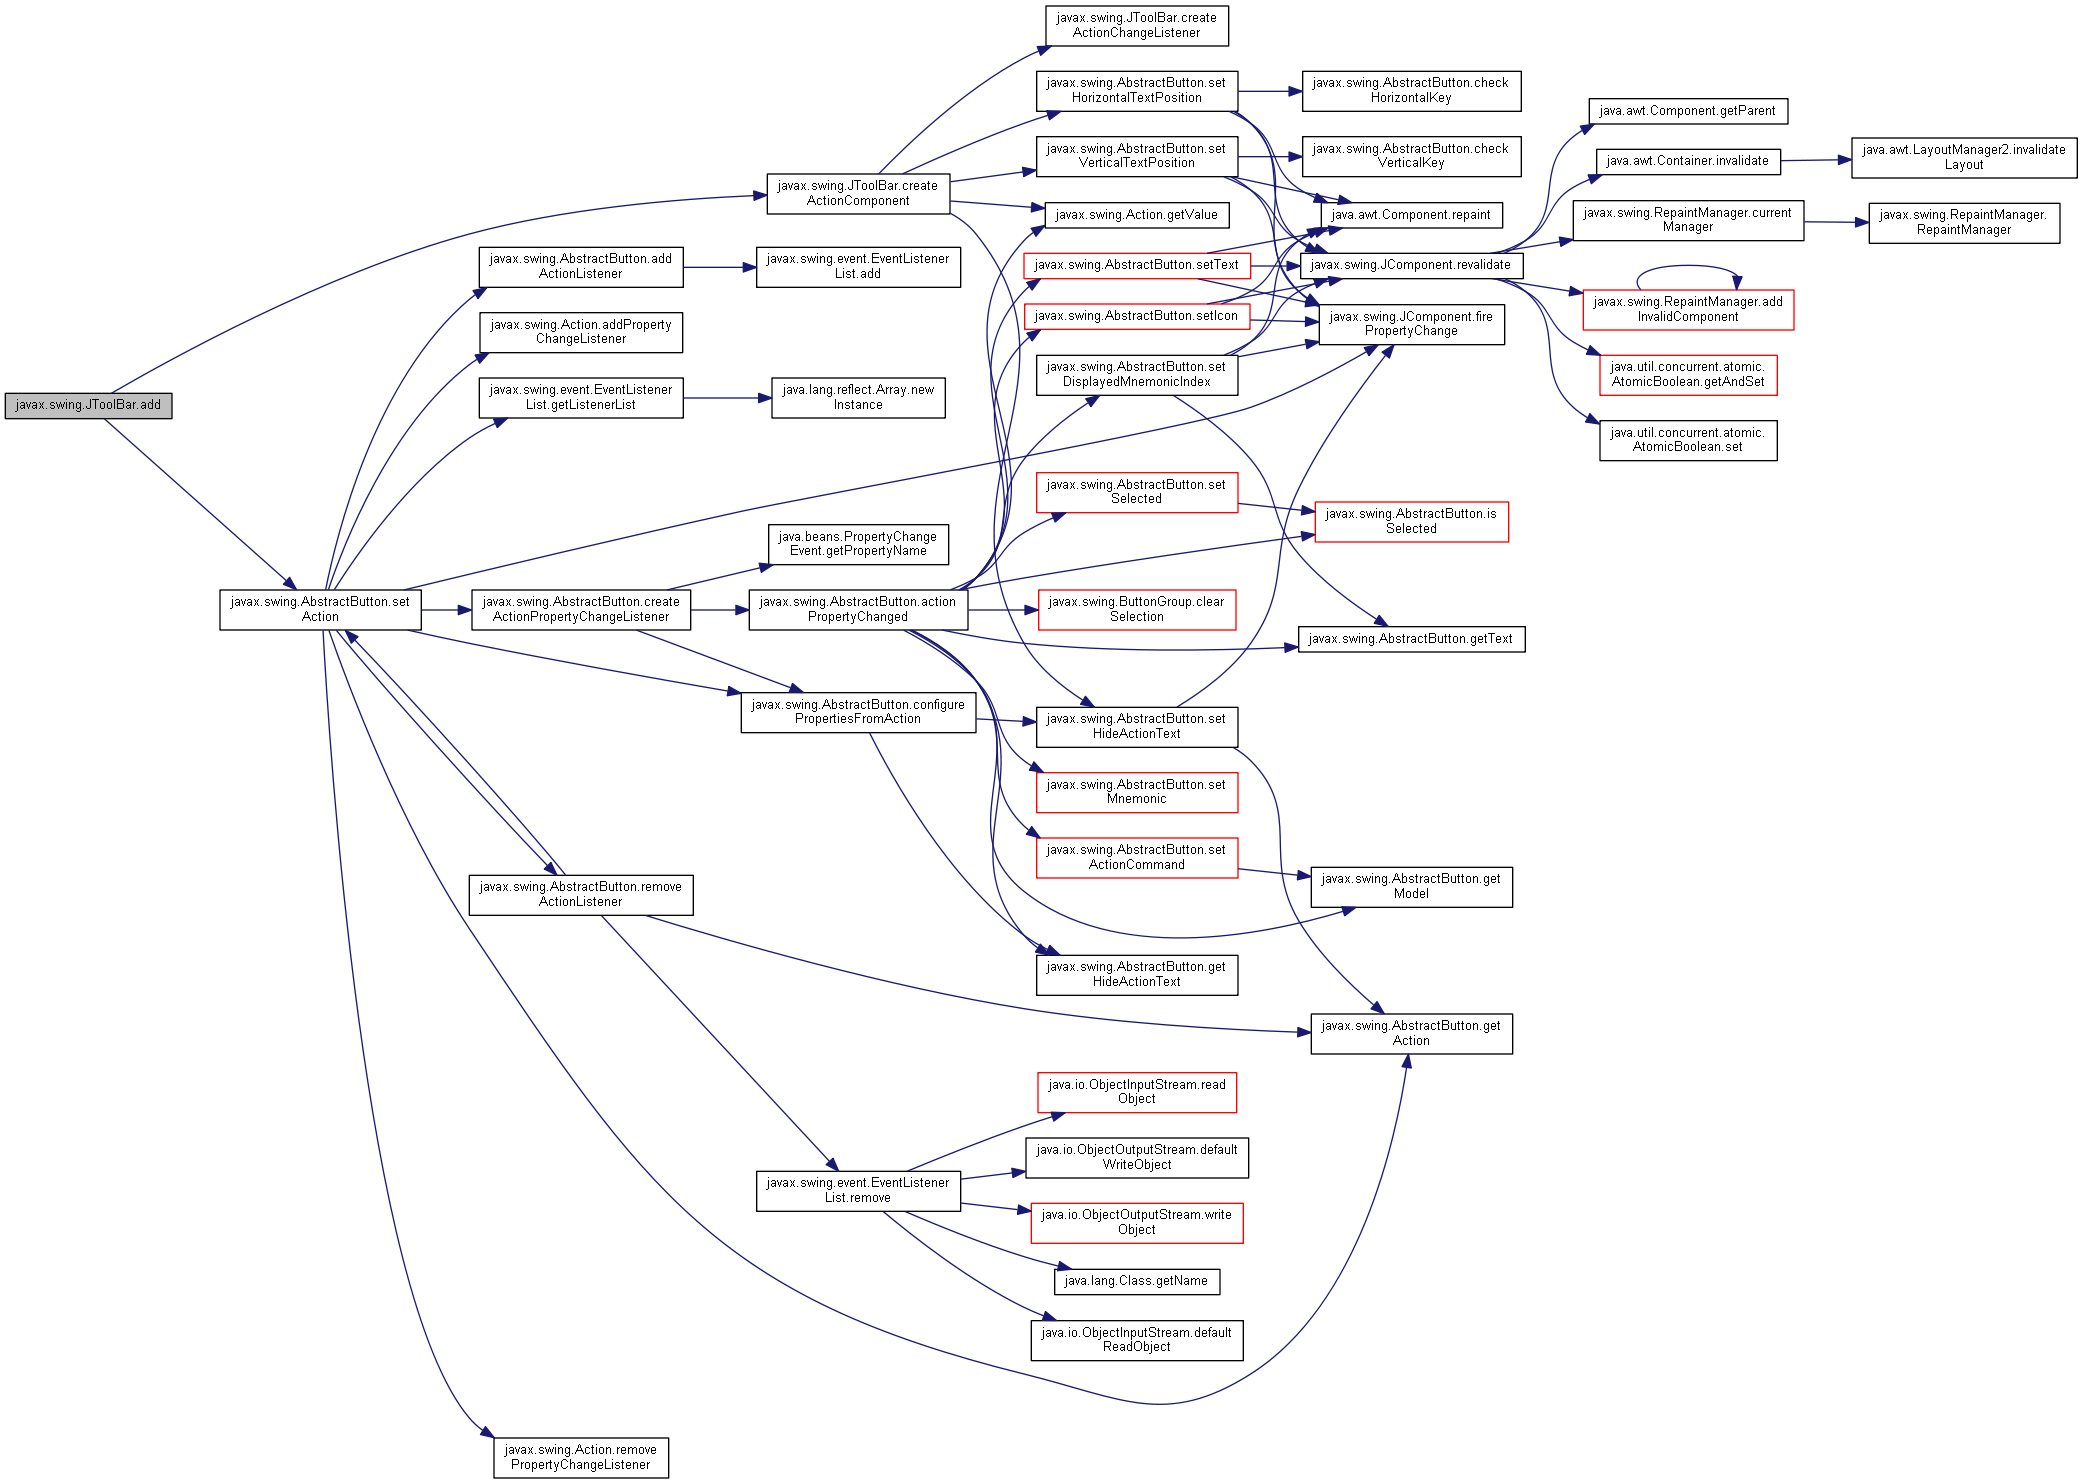 javax.swing.JToolBar.add
javax.swing.AbstractButton.set
Action
javax.swing.AbstractButton.add
ActionListener
javax.swing.Action.addProperty
ChangeListener
javax.swing.event.EventListener
List.getListenerList
javax.swing.AbstractButton.create
ActionPropertyChangeListener
javax.swing.AbstractButton.remove
ActionListener
javax.swing.Action.remove
PropertyChangeListener
javax.swing.JToolBar.create
ActionComponent
javax.swing.event.EventListener
List.add
java.lang.reflect.Array.new
Instance
java.beans.PropertyChange
Event.getPropertyName
javax.swing.AbstractButton.action
PropertyChanged
javax.swing.AbstractButton.configure
PropertiesFromAction
javax.swing.event.EventListener
List.remove
javax.swing.JToolBar.create
ActionChangeListener
javax.swing.AbstractButton.set
HorizontalTextPosition
javax.swing.AbstractButton.set
VerticalTextPosition
javax.swing.Action.getValue
javax.swing.AbstractButton.setText
javax.swing.AbstractButton.setIcon
javax.swing.AbstractButton.set
DisplayedMnemonicIndex
javax.swing.AbstractButton.set
Selected
javax.swing.ButtonGroup.clear
Selection
javax.swing.AbstractButton.set
HideActionText
javax.swing.AbstractButton.set
Mnemonic
javax.swing.AbstractButton.set
ActionCommand
javax.swing.AbstractButton.get
HideActionText
java.io.ObjectInputStream.read
Object
java.io.ObjectOutputStream.default
WriteObject
java.io.ObjectOutputStream.write
Object
java.lang.Class.getName
java.io.ObjectInputStream.default
ReadObject
javax.swing.AbstractButton.check
HorizontalKey
javax.swing.AbstractButton.check
VerticalKey
java.awt.Component.repaint
javax.swing.JComponent.revalidate
javax.swing.JComponent.fire
PropertyChange
javax.swing.AbstractButton.is
Selected
javax.swing.AbstractButton.getText
javax.swing.AbstractButton.get
Model
javax.swing.AbstractButton.get
Action
java.awt.Component.getParent
java.awt.Container.invalidate
javax.swing.RepaintManager.current
Manager
javax.swing.RepaintManager.add
InvalidComponent
java.util.concurrent.atomic.
AtomicBoolean.getAndSet
java.util.concurrent.atomic.
AtomicBoolean.set
java.awt.LayoutManager2.invalidate
Layout
javax.swing.RepaintManager.
RepaintManager